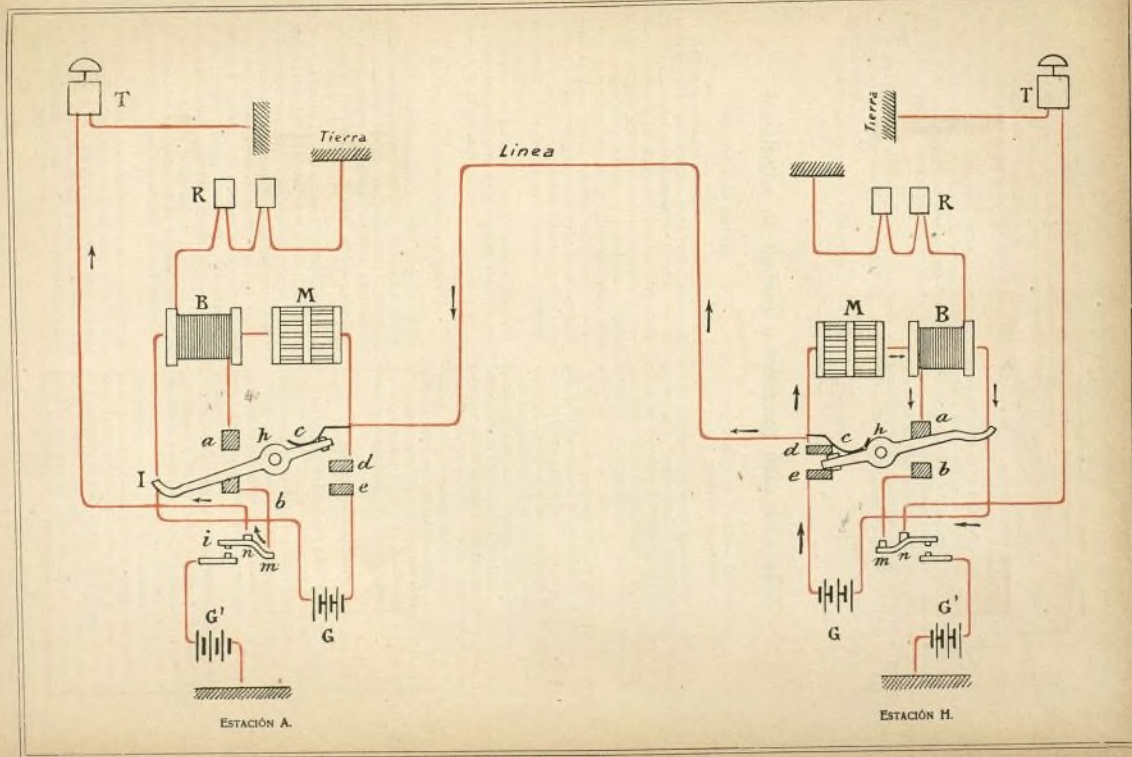 T
Tierra
Linea
Tierra
T
R
R
B
M
M
B
a
h
c
d
e
I
b
i
n
m
G'
G
d
c
h
a
e
b
m
n
G
G'
ESTACIÓN A.
ESTACIÓN H.